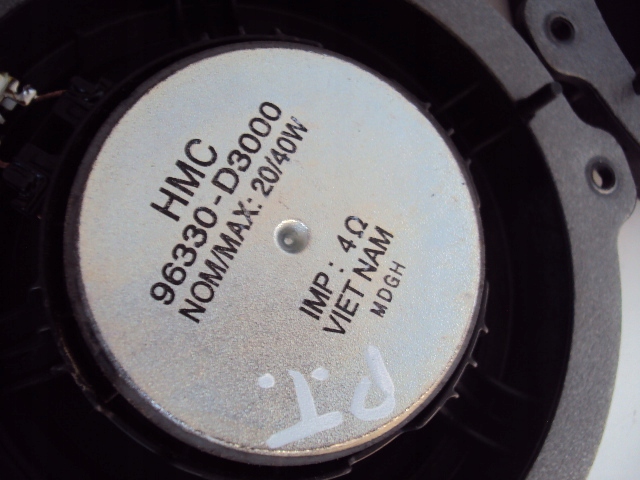 HMC
96330-D3000
NOM/MAX: 20/40W
IMP: 4Ω
VIET NAM
MDGH
P.T.